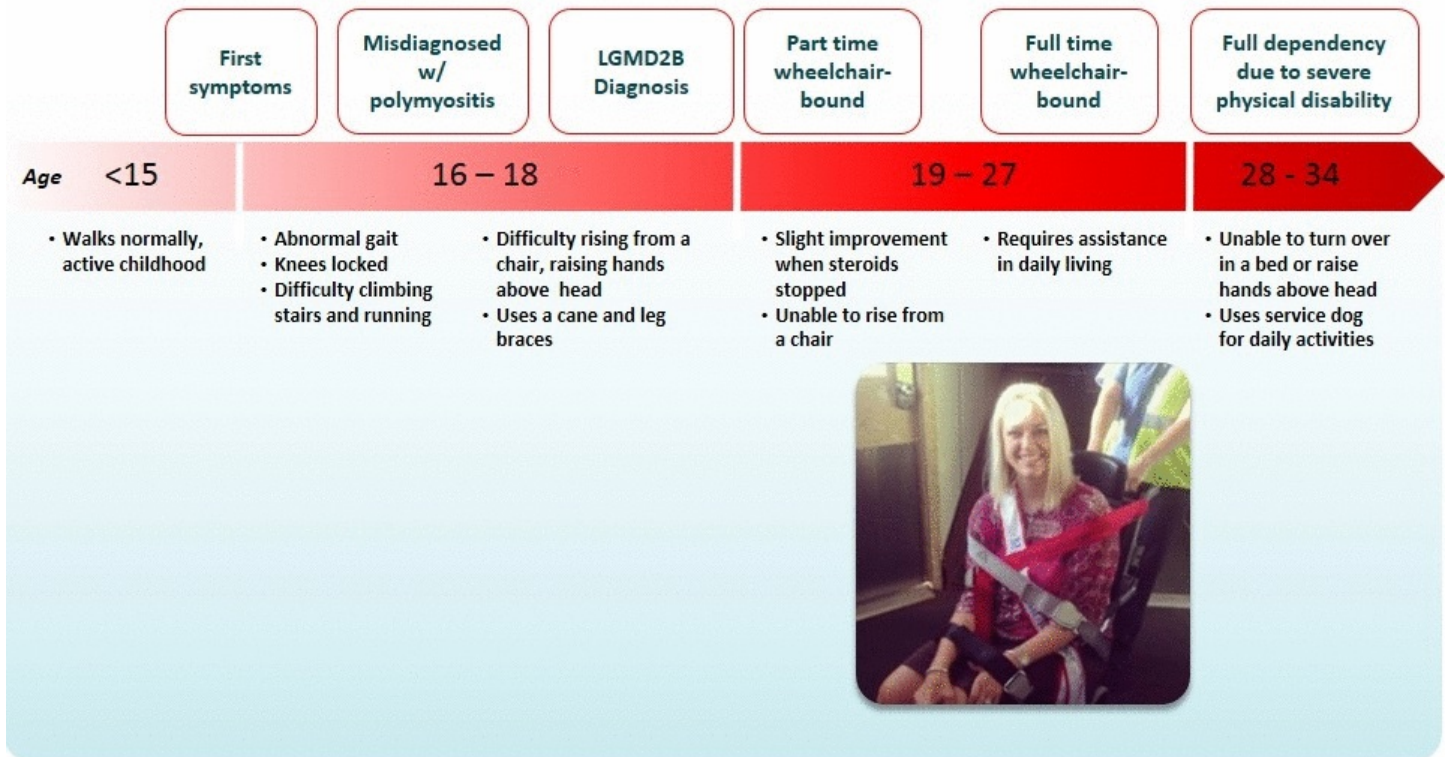 First
symptoms
Misdiagnosed
w/
polymyositis
LGMD2B
Diagnosis
Part time
wheelchair-
bound
Full time
wheelchair-
bound
Full dependency
due to severe
physical disability
Age <15 16 – 18 19 – 27 28 - 34
• Walks normally,
active childhood
• Abnormal gait
• Knees locked
• Difficulty climbing
stairs and running
• Difficulty rising from a
chair, raising hands
above head
• Uses a cane and leg
braces
• Slight improvement
when steroids
stopped
• Unable to rise from
a chair
• Requires assistance
in daily living
• Unable to turn over
in a bed or raise
hands above head
• Uses service dog
for daily activities